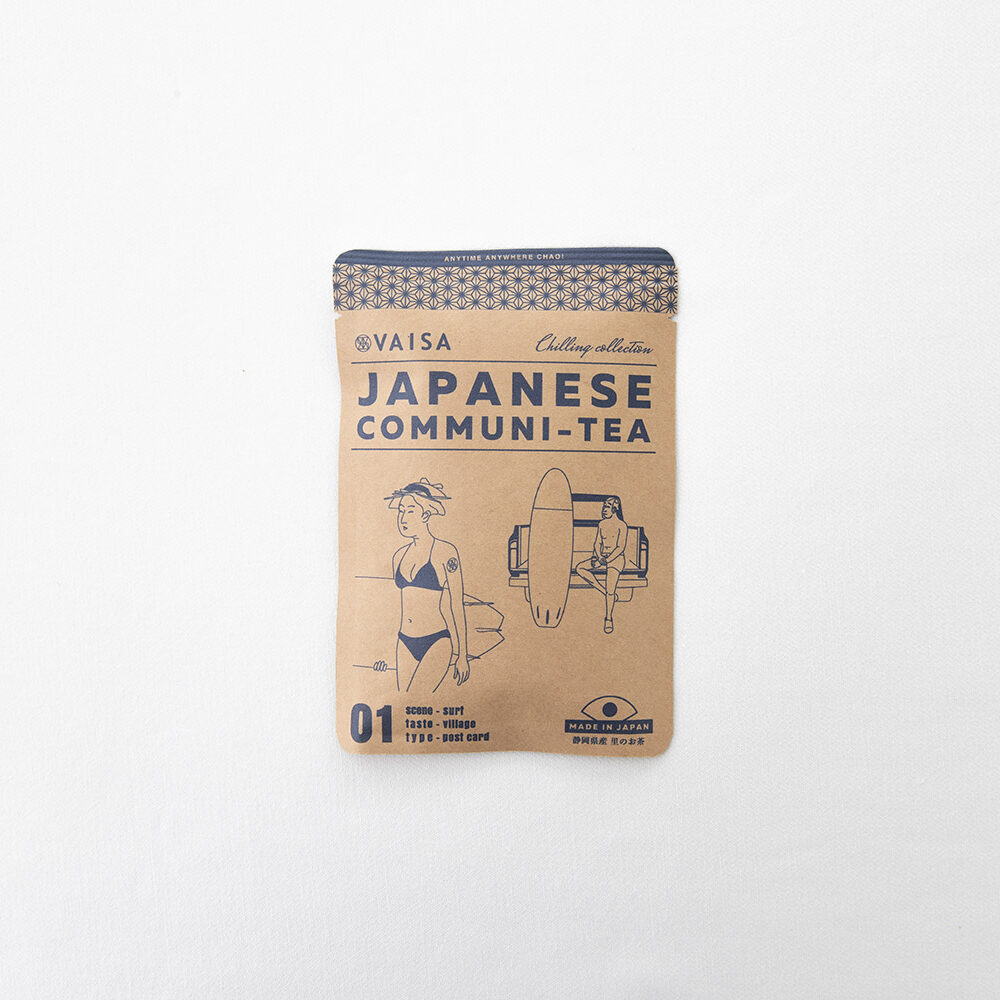 ANYTIME ANYWHERE CHAO!
VAISA
Chilling collection
JAPANESE
COMMUNI-TEA
01
scene - surf
taste - village
type - post card
MADE IN JAPAN
静岡県産 里のお茶